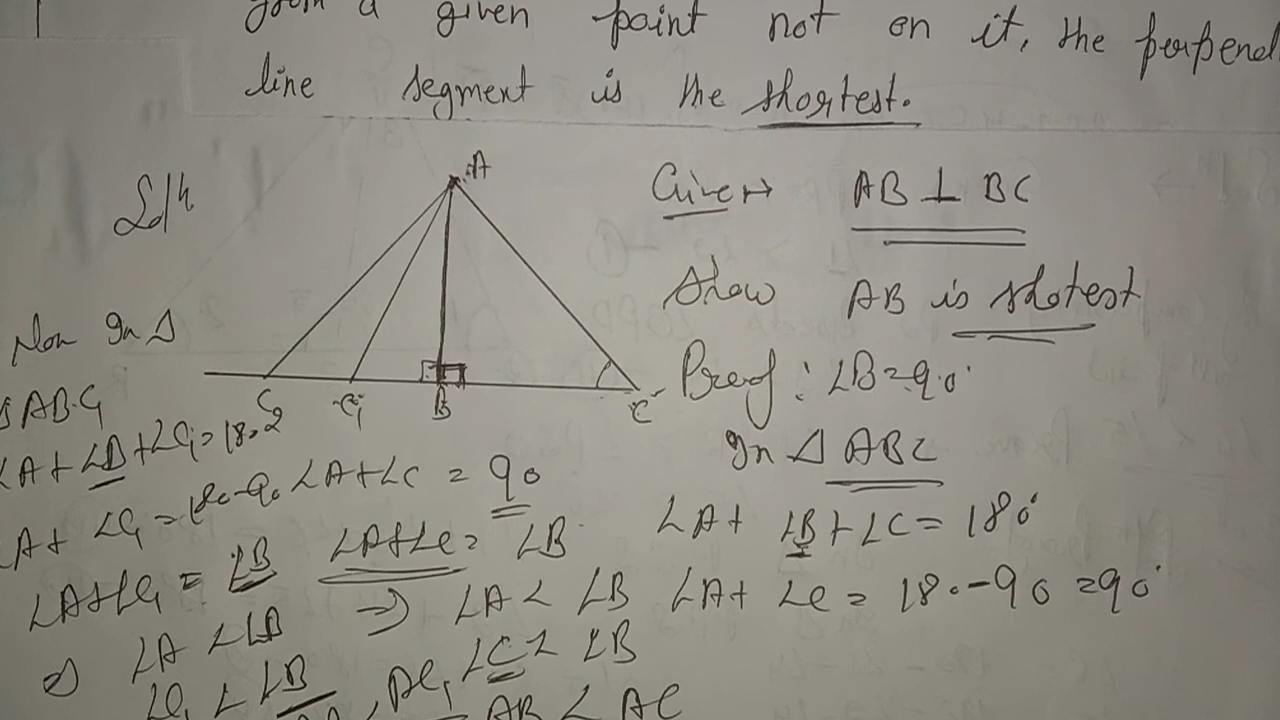 from a given point not on it, the perpend
line segment is the shortest.
Sol^n
A
C2 C1 B C
Given → AB ⊥ BC
Show AB is shotest
Proof : ∠B = 90°
In Δ ABC
∠A + ∠B + ∠C = 180°
∠A + ∠C = 180 - 90 = 90°
∠A + ∠C = 90
∠A + ∠C = ∠B
⇒ ∠A < ∠B
∠C < ∠B
AB < AC
Now In Δ
ABC1
∠A + ∠B + ∠C1 = 180
∠A + ∠C1 = 180 - 90
∠A + ∠C1 = ∠B
∠A < ∠B
∠C1 < ∠B
, AC1